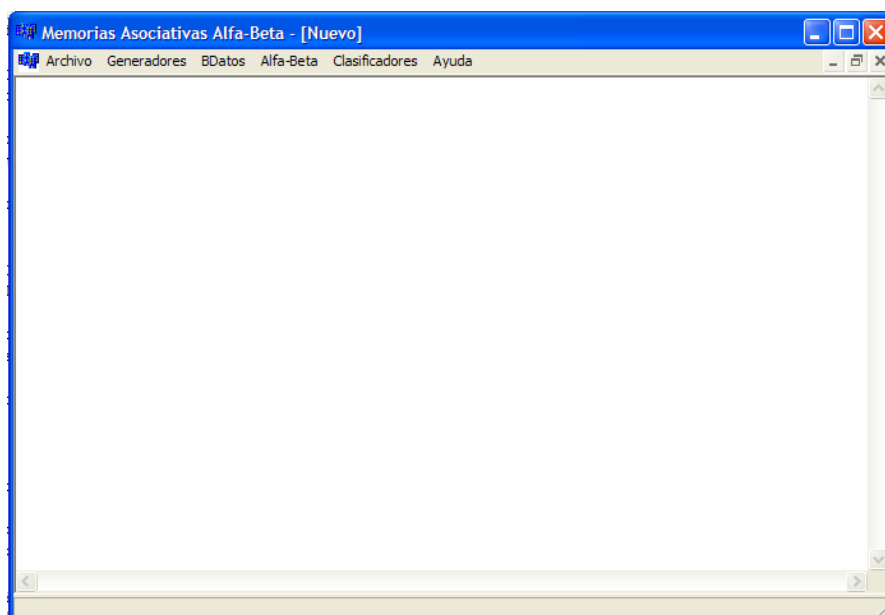 Memorias Asociativas Alfa-Beta - [Nuevo]
Archivo Generadores BDatos Alfa-Beta Clasificadores Ayuda